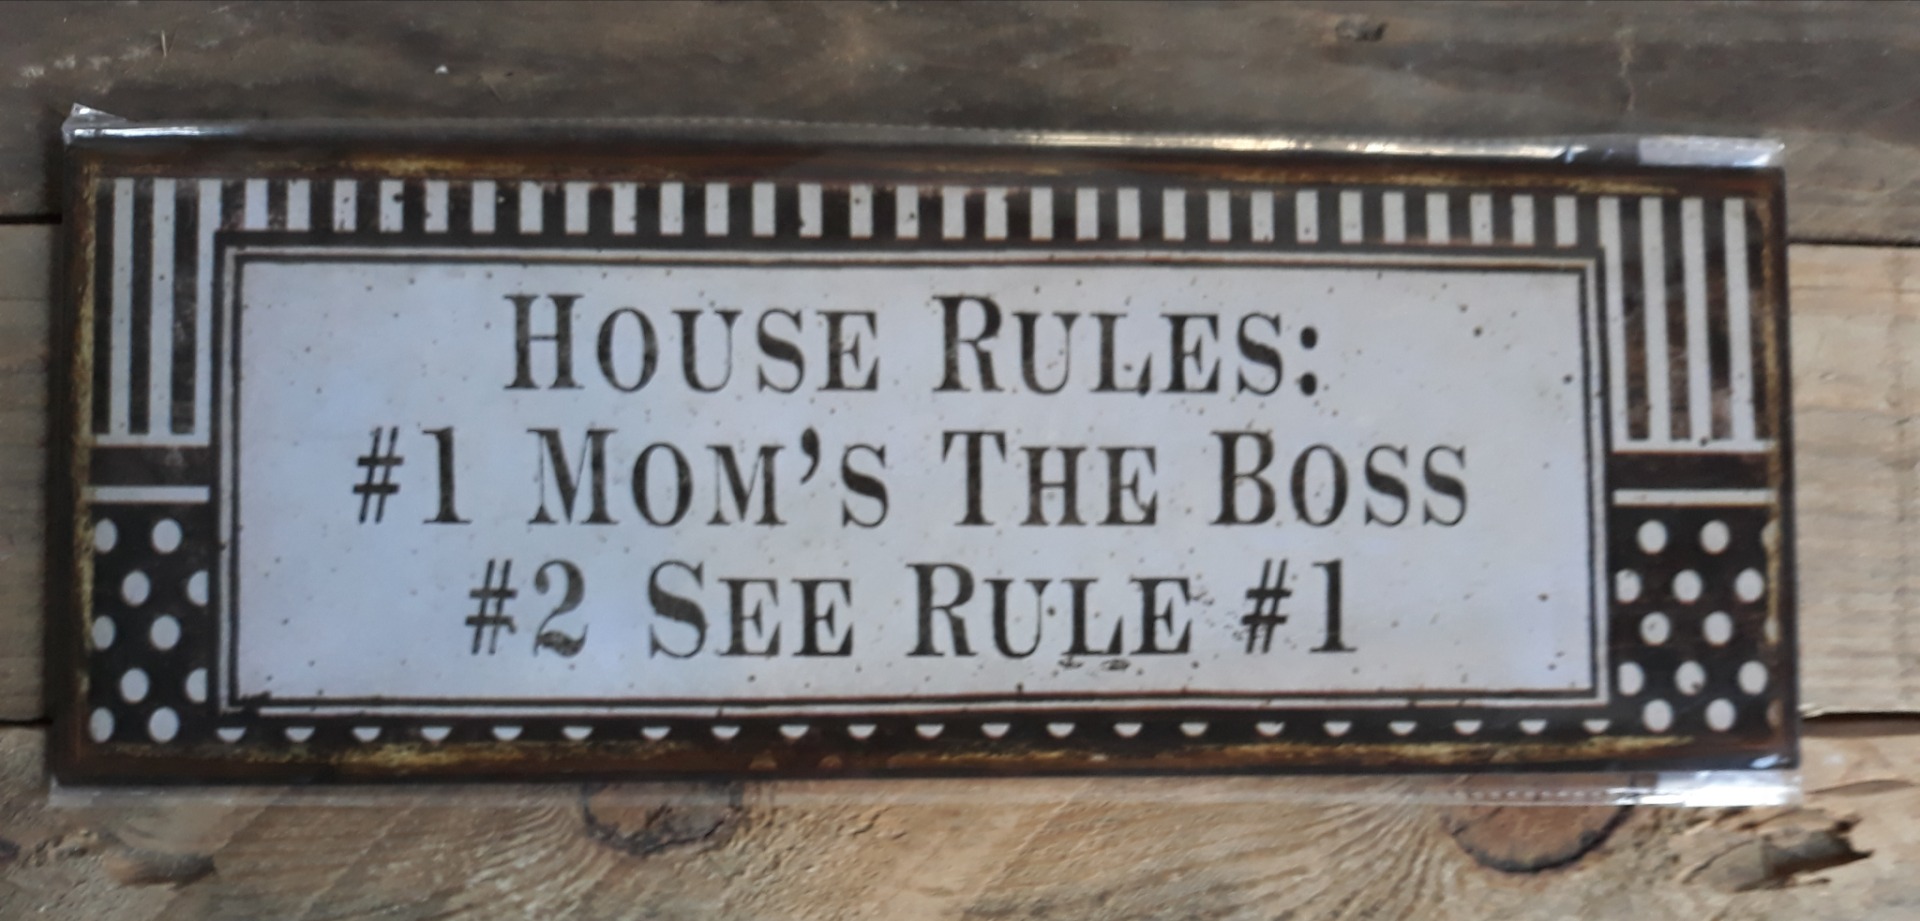 House Rules:
#1 Mom's The Boss
#2 See Rule #1